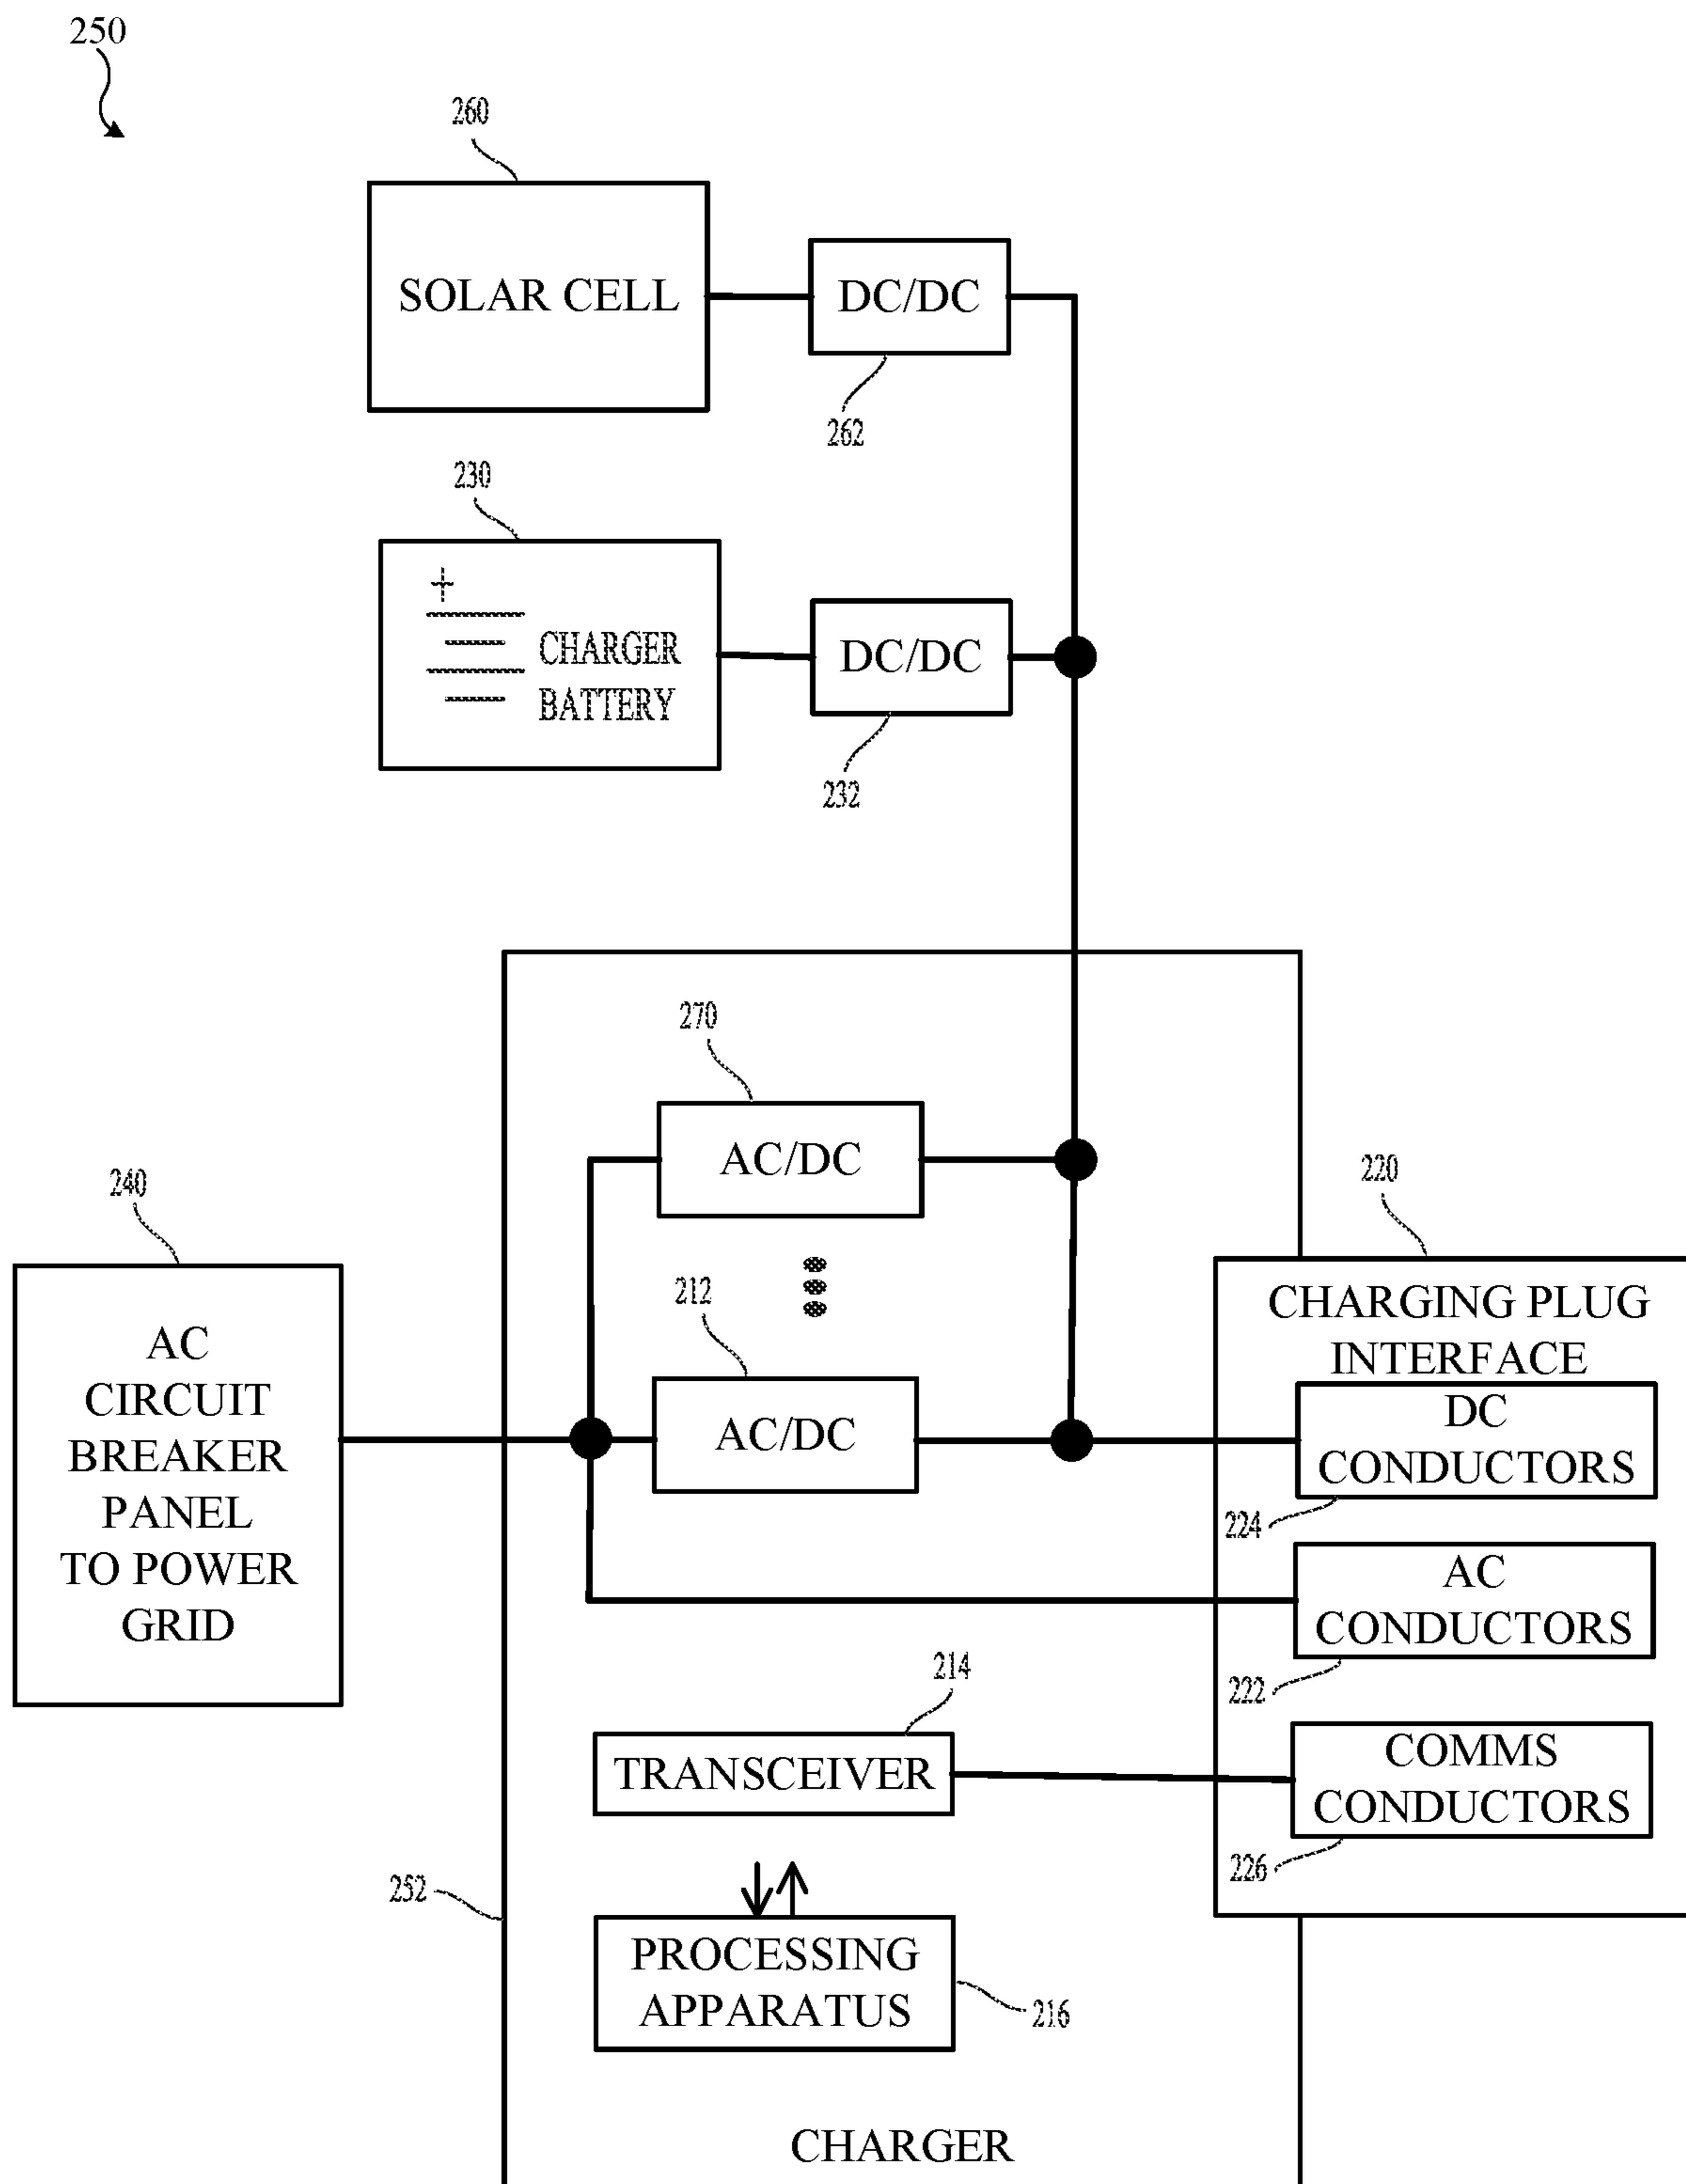 250
260
SOLAR CELL
DC/DC
262
230
+
CHARGER
BATTERY
DC/DC
232
270
AC/DC
240
AC
CIRCUIT
BREAKER
PANEL
TO POWER
GRID
212
AC/DC
220
CHARGING PLUG
INTERFACE
DC
CONDUCTORS
224
AC
CONDUCTORS
222
214
TRANSCEIVER
COMMS
CONDUCTORS
226
252
PROCESSING
APPARATUS
216
CHARGER